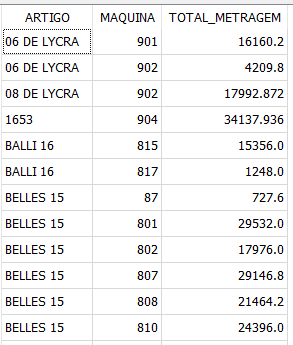 ARTIGO MAQUINA TOTAL_METRAGEM
06 DE LYCRA 901 16160.2
06 DE LYCRA 902 4209.8
08 DE LYCRA 902 17992.872
1653 904 34137.936
BALLI 16 815 15356.0
BALLI 16 817 1248.0
BELLES 15 87 727.6
BELLES 15 801 29532.0
BELLES 15 802 17976.0
BELLES 15 807 29146.8
BELLES 15 808 21464.2
BELLES 15 810 24396.0